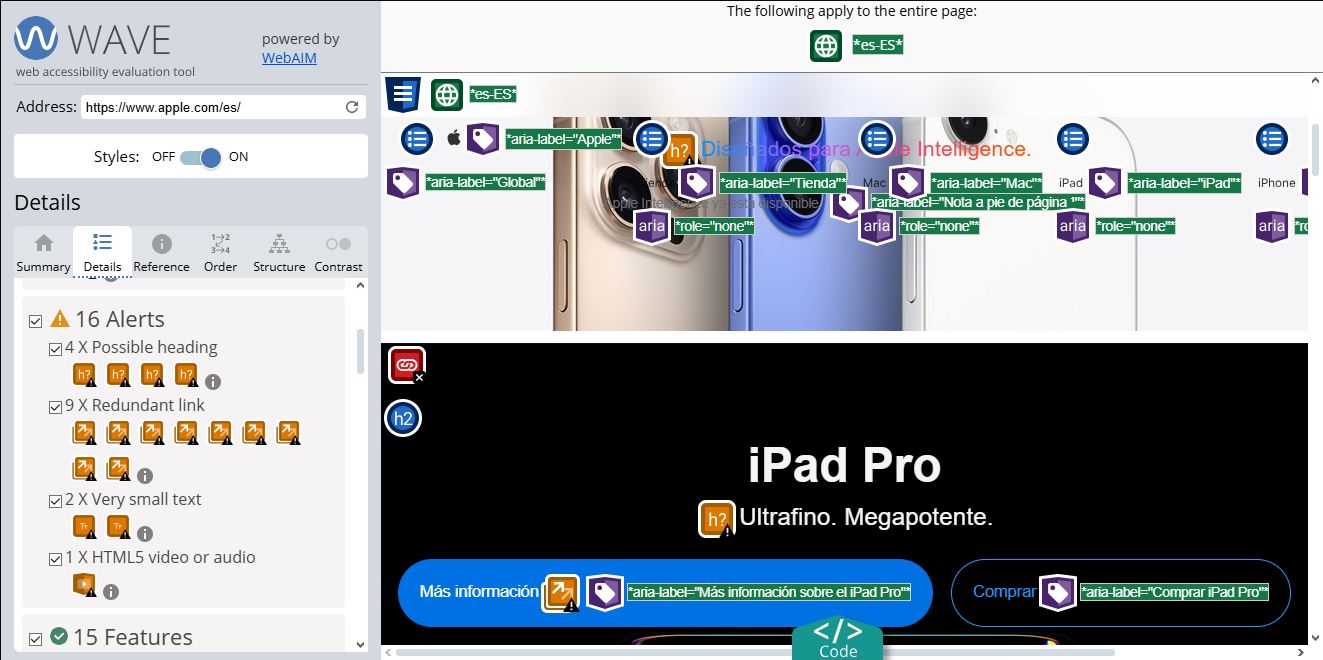 WAVE
powered by
WebAIM
web accessibility evaluation tool
Address: https://www.apple.com/es/
Styles: OFF ON
Details
Summary Details Reference Order Structure Contrast
16 Alerts
4 X Possible heading
h? h? h? h?
9 X Redundant link
2 X Very small text
1 X HTML5 video or audio
15 Features
The following apply to the entire page:
*es-ES*
*es-ES*
*aria-label="Apple"*
h? Diseñados para Apple Intelligence.
*aria-label="Global"*
Tienda *aria-label="Tienda"* Mac *aria-label="Mac"* iPad *aria-label="iPad"* iPhone
Apple Intelligence ya está disponible *aria-label="Nota a pie de página 1"*
aria *role="none"* aria *role="none"* aria *role="none"* aria
h2
iPad Pro
h? Ultrafino. Megapotente.
Más información *aria-label="Más información sobre el iPad Pro"* Comprar *aria-label="Comprar iPad Pro"*
</>
Code